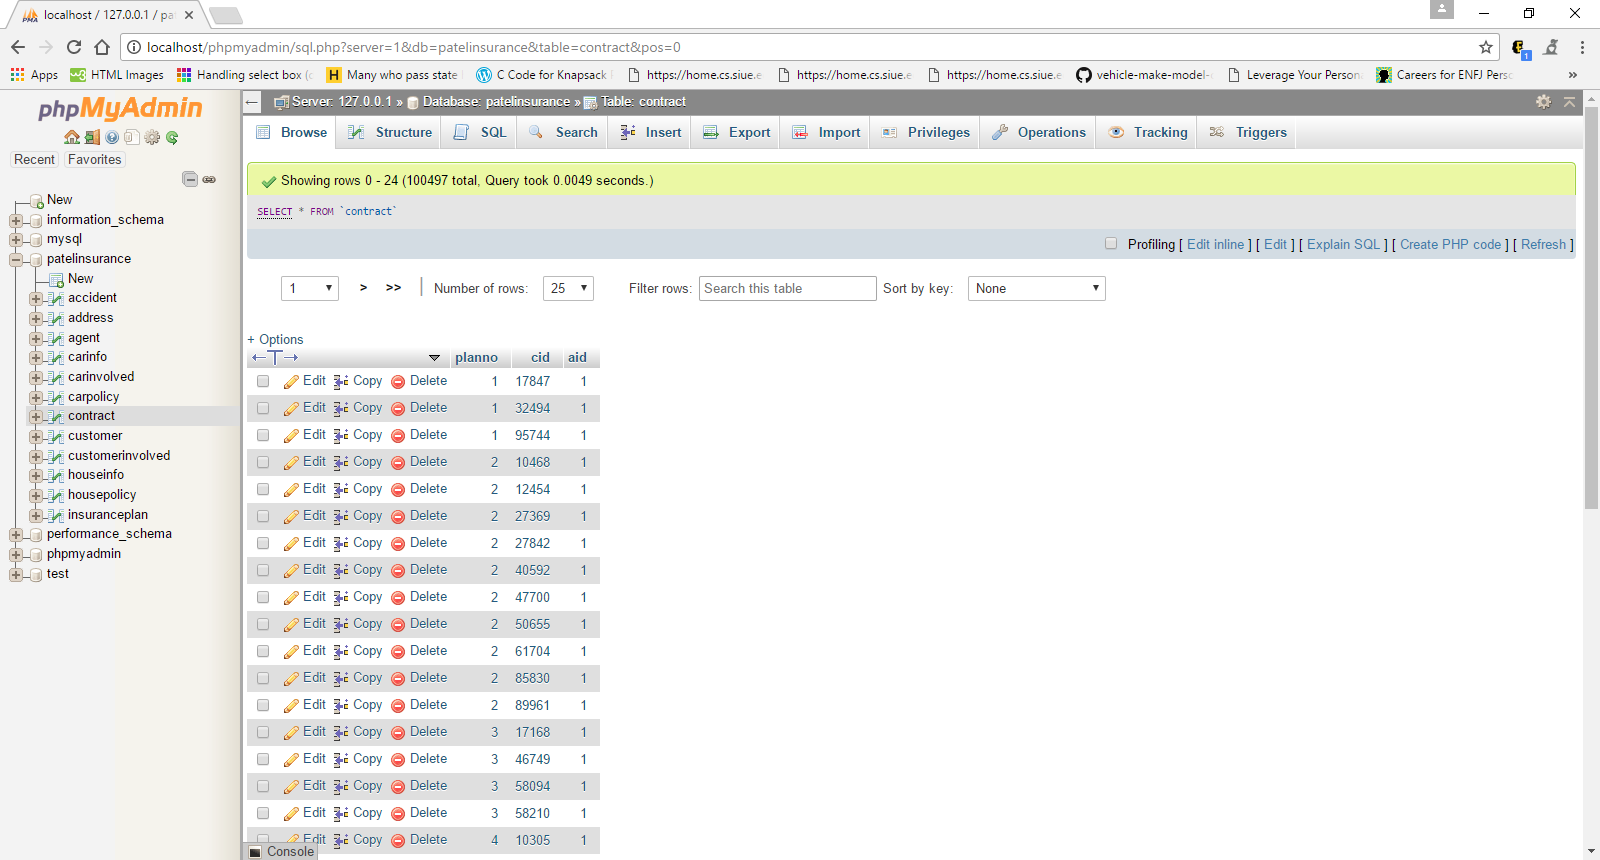 localhost / 127.0.0.1 / pa
localhost/phpmyadmin/sql.php?server=1&db=patelinsurance&table=contract&pos=0
Apps HTML Images Handling select box (c Many who pass state C Code for Knapsack https://home.cs.siue.e https://home.cs.siue.e https://home.cs.siue.e vehicle-make-model- Leverage Your Person Careers for ENFJ Pers »
phpMyAdmin
Recent Favorites
New
information_schema
mysql
patelinsurance
New
accident
address
agent
carinfo
carinvolved
carpolicy
contract
customer
customerinvolved
houseinfo
housepolicy
insuranceplan
performance_schema
phpmyadmin
test
Server: 127.0.0.1 » Database: patelinsurance » Table: contract
Browse Structure SQL Search Insert Export Import Privileges Operations Tracking Triggers
Showing rows 0 - 24 (100497 total, Query took 0.0049 seconds.)
SELECT * FROM `contract`
Profiling [ Edit inline ] [ Edit ] [ Explain SQL ] [ Create PHP code ] [ Refresh ]
1 > >> | Number of rows: 25 Filter rows: Search this table Sort by key: None
+ Options
←T→ planno cid aid
Edit Copy Delete 1 17847 1
Edit Copy Delete 1 32494 1
Edit Copy Delete 1 95744 1
Edit Copy Delete 2 10468 1
Edit Copy Delete 2 12454 1
Edit Copy Delete 2 27369 1
Edit Copy Delete 2 27842 1
Edit Copy Delete 2 40592 1
Edit Copy Delete 2 47700 1
Edit Copy Delete 2 50655 1
Edit Copy Delete 2 61704 1
Edit Copy Delete 2 85830 1
Edit Copy Delete 2 89961 1
Edit Copy Delete 3 17168 1
Edit Copy Delete 3 46749 1
Edit Copy Delete 3 58094 1
Edit Copy Delete 3 58210 1
Edit Copy Delete 4 10305 1
Console